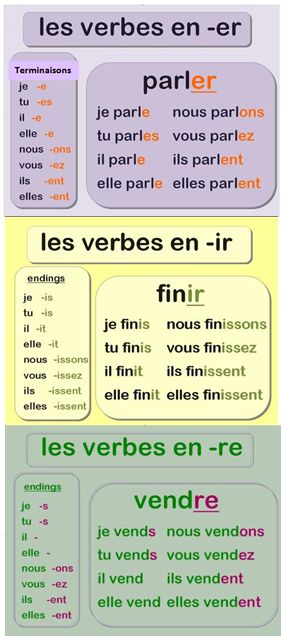 les verbes en -er
Terminaisons
je -e
tu -es
il -e
elle -e
nous -ons
vous -ez
ils -ent
elles -ent
parler
je parle nous parlons
tu parles vous parlez
il parle ils parlent
elle parle elles parlent
les verbes en -ir
endings
je -is
tu -is
il -it
elle -it
nous -issons
vous -issez
ils -issent
elles -issent
finir
je finis nous finissons
tu finis vous finissez
il finit ils finissent
elle finit elles finissent
les verbes en -re
endings
je -s
tu -s
il -
elle -
nous -ons
vous -ez
ils -ent
elles -ent
vendre
je vends nous vendons
tu vends vous vendez
il vend ils vendent
elle vend elles vendent